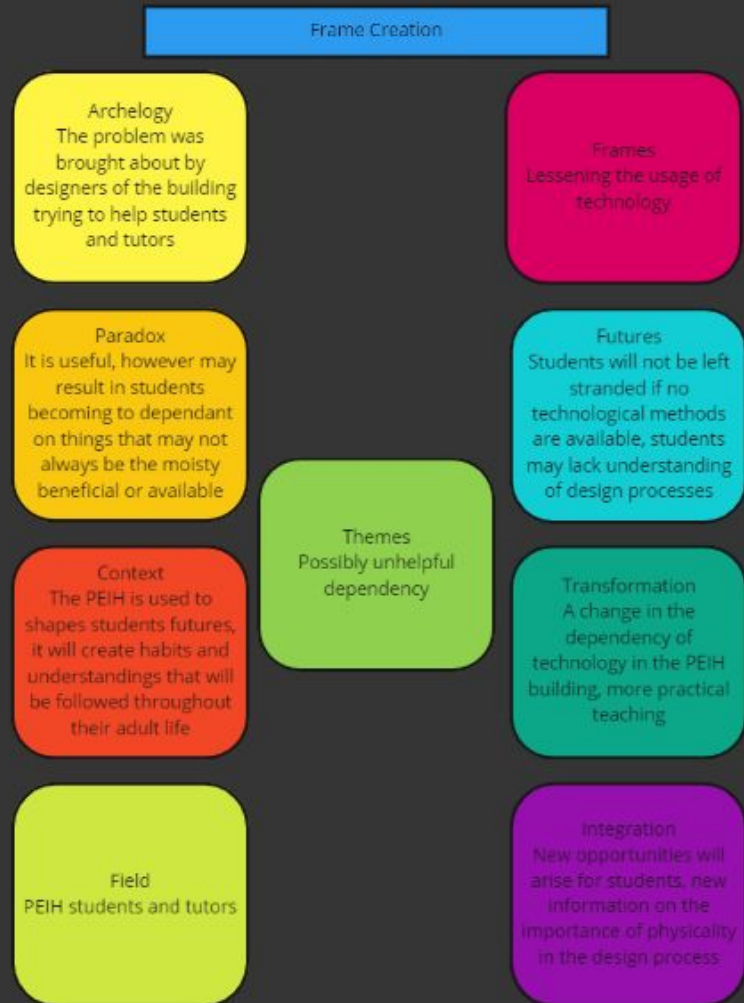 Frame Creation
Archelogy
The problem was
brought about by
designers of the building
trying to help students
and tutors
Paradox
It is useful, however may
result in students
becoming to dependant
on things that may not
always be the moisty
beneficial or available
Context
The PEIH is used to
shapes students futures,
it will create habits and
understandings that will
be followed throughout
their adult life
Field
PEIH students and tutors
Themes
Possibly unhelpful
dependency
Frames
Lessening the usage of
technology
Futures
Students will not be left
stranded if no
technological methods
are available, students
may lack understanding
of design processes
Transformation
A change in the
dependency of
technology in the PEIH
building, more practical
teaching
Integration
New opportunities will
arise for students, new
information on the
importance of physicality
in the design process